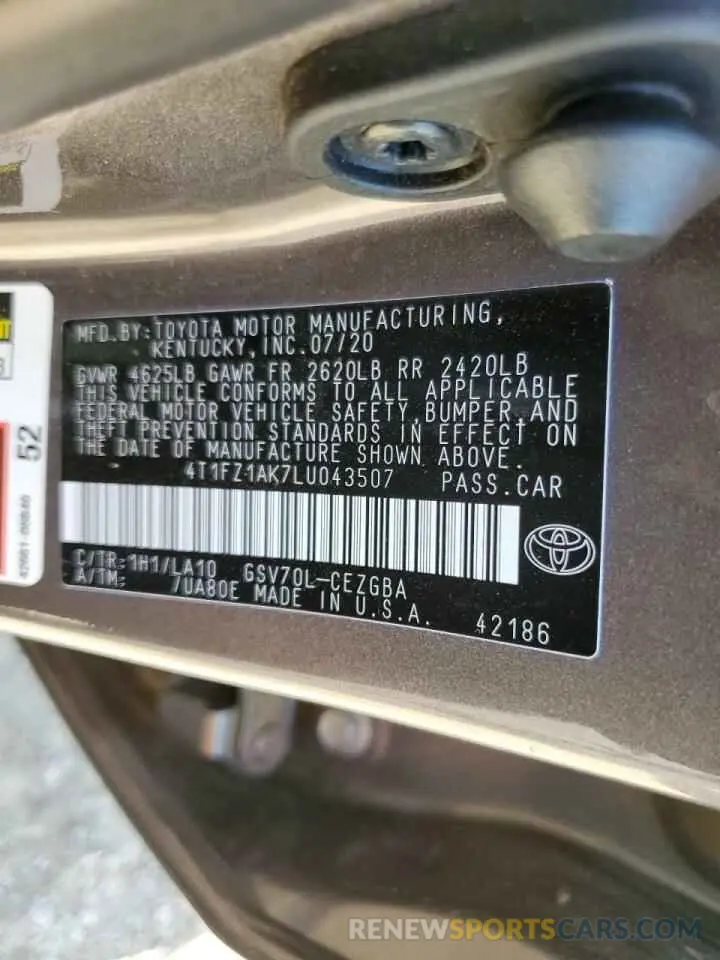 MFD.BY:TOYOTA MOTOR MANUFACTURING,
KENTUCKY,INC.07/20
GVWR 4625LB GAWR FR 2620LB RR 2420LB
THIS VEHICLE CONFORMS TO ALL APPLICABLE
FEDERAL MOTOR VEHICLE SAFETY,BUMPER,AND
THEFT PREVENTION STANDARDS IN EFFECT ON
THE DATE OF MANUFACTURE SHOWN ABOVE.
4T1FZ1AK7LU043507 PASS.CAR
C/TR:1H1/LA10 GSV70L-CEZGBA
A/TM: 7UA80E MADE IN U.S.A. 42186
52
RENEWSPORTSCARS.COM